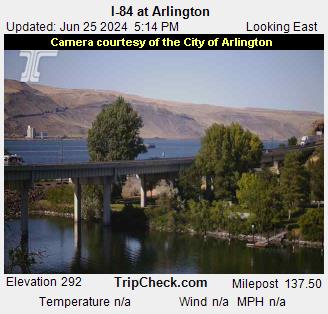 I-84 at Arlington
Updated: Jun 25 2024 5:14 PM Looking East
Camera courtesy of the City of Arlington
Elevation 292 TripCheck.com Milepost 137.50
Temperature n/a Wind n/a MPH n/a